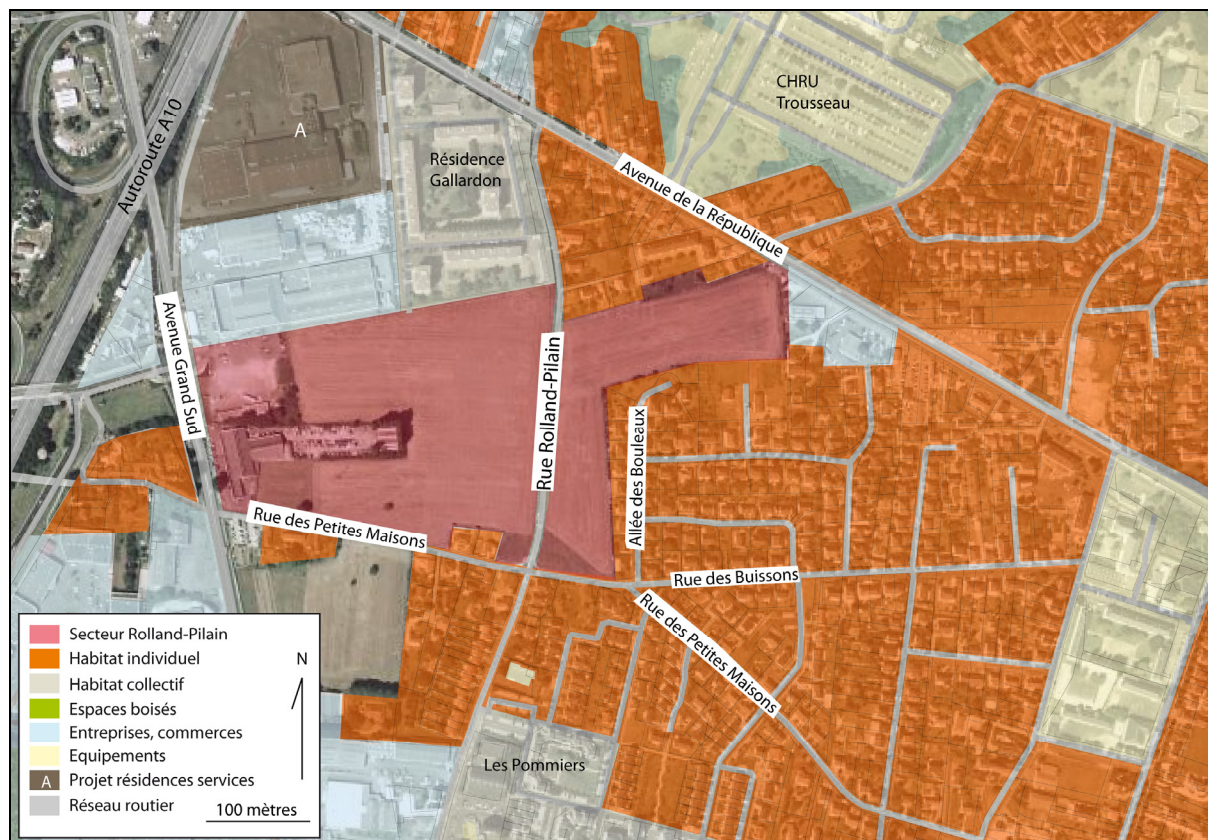 CHRU
Trousseau
Autoroute A10
A
Résidence
Gallardon
Avenue de la République
Avenue Grand Sud
Rue Rolland-Pilain
Allée des Bouleaux
Rue des Petites Maisons
Rue des Buissons
Rue des Petites Maisons
Les Pommiers
Secteur Rolland-Pilain
Habitat individuel
Habitat collectif
Espaces boisés
Entreprises, commerces
Equipements
A Projet résidences services
Réseau routier
N
100 mètres